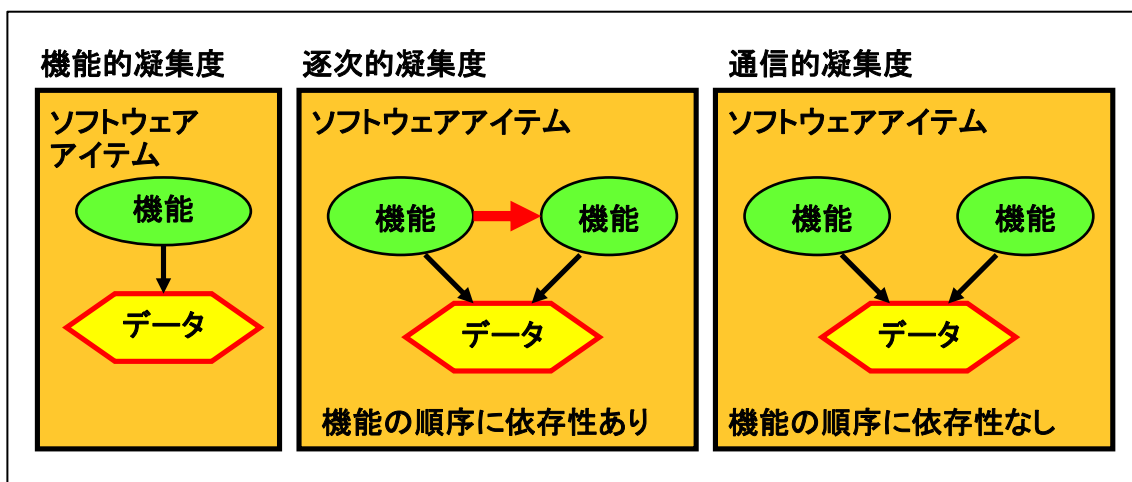 機能的凝集度
ソフトウェア
アイテム
機能
データ
逐次的凝集度
ソフトウェアアイテム
機能
機能
データ
機能の順序に依存性あり
通信的凝集度
ソフトウェアアイテム
機能
機能
データ
機能の順序に依存性なし